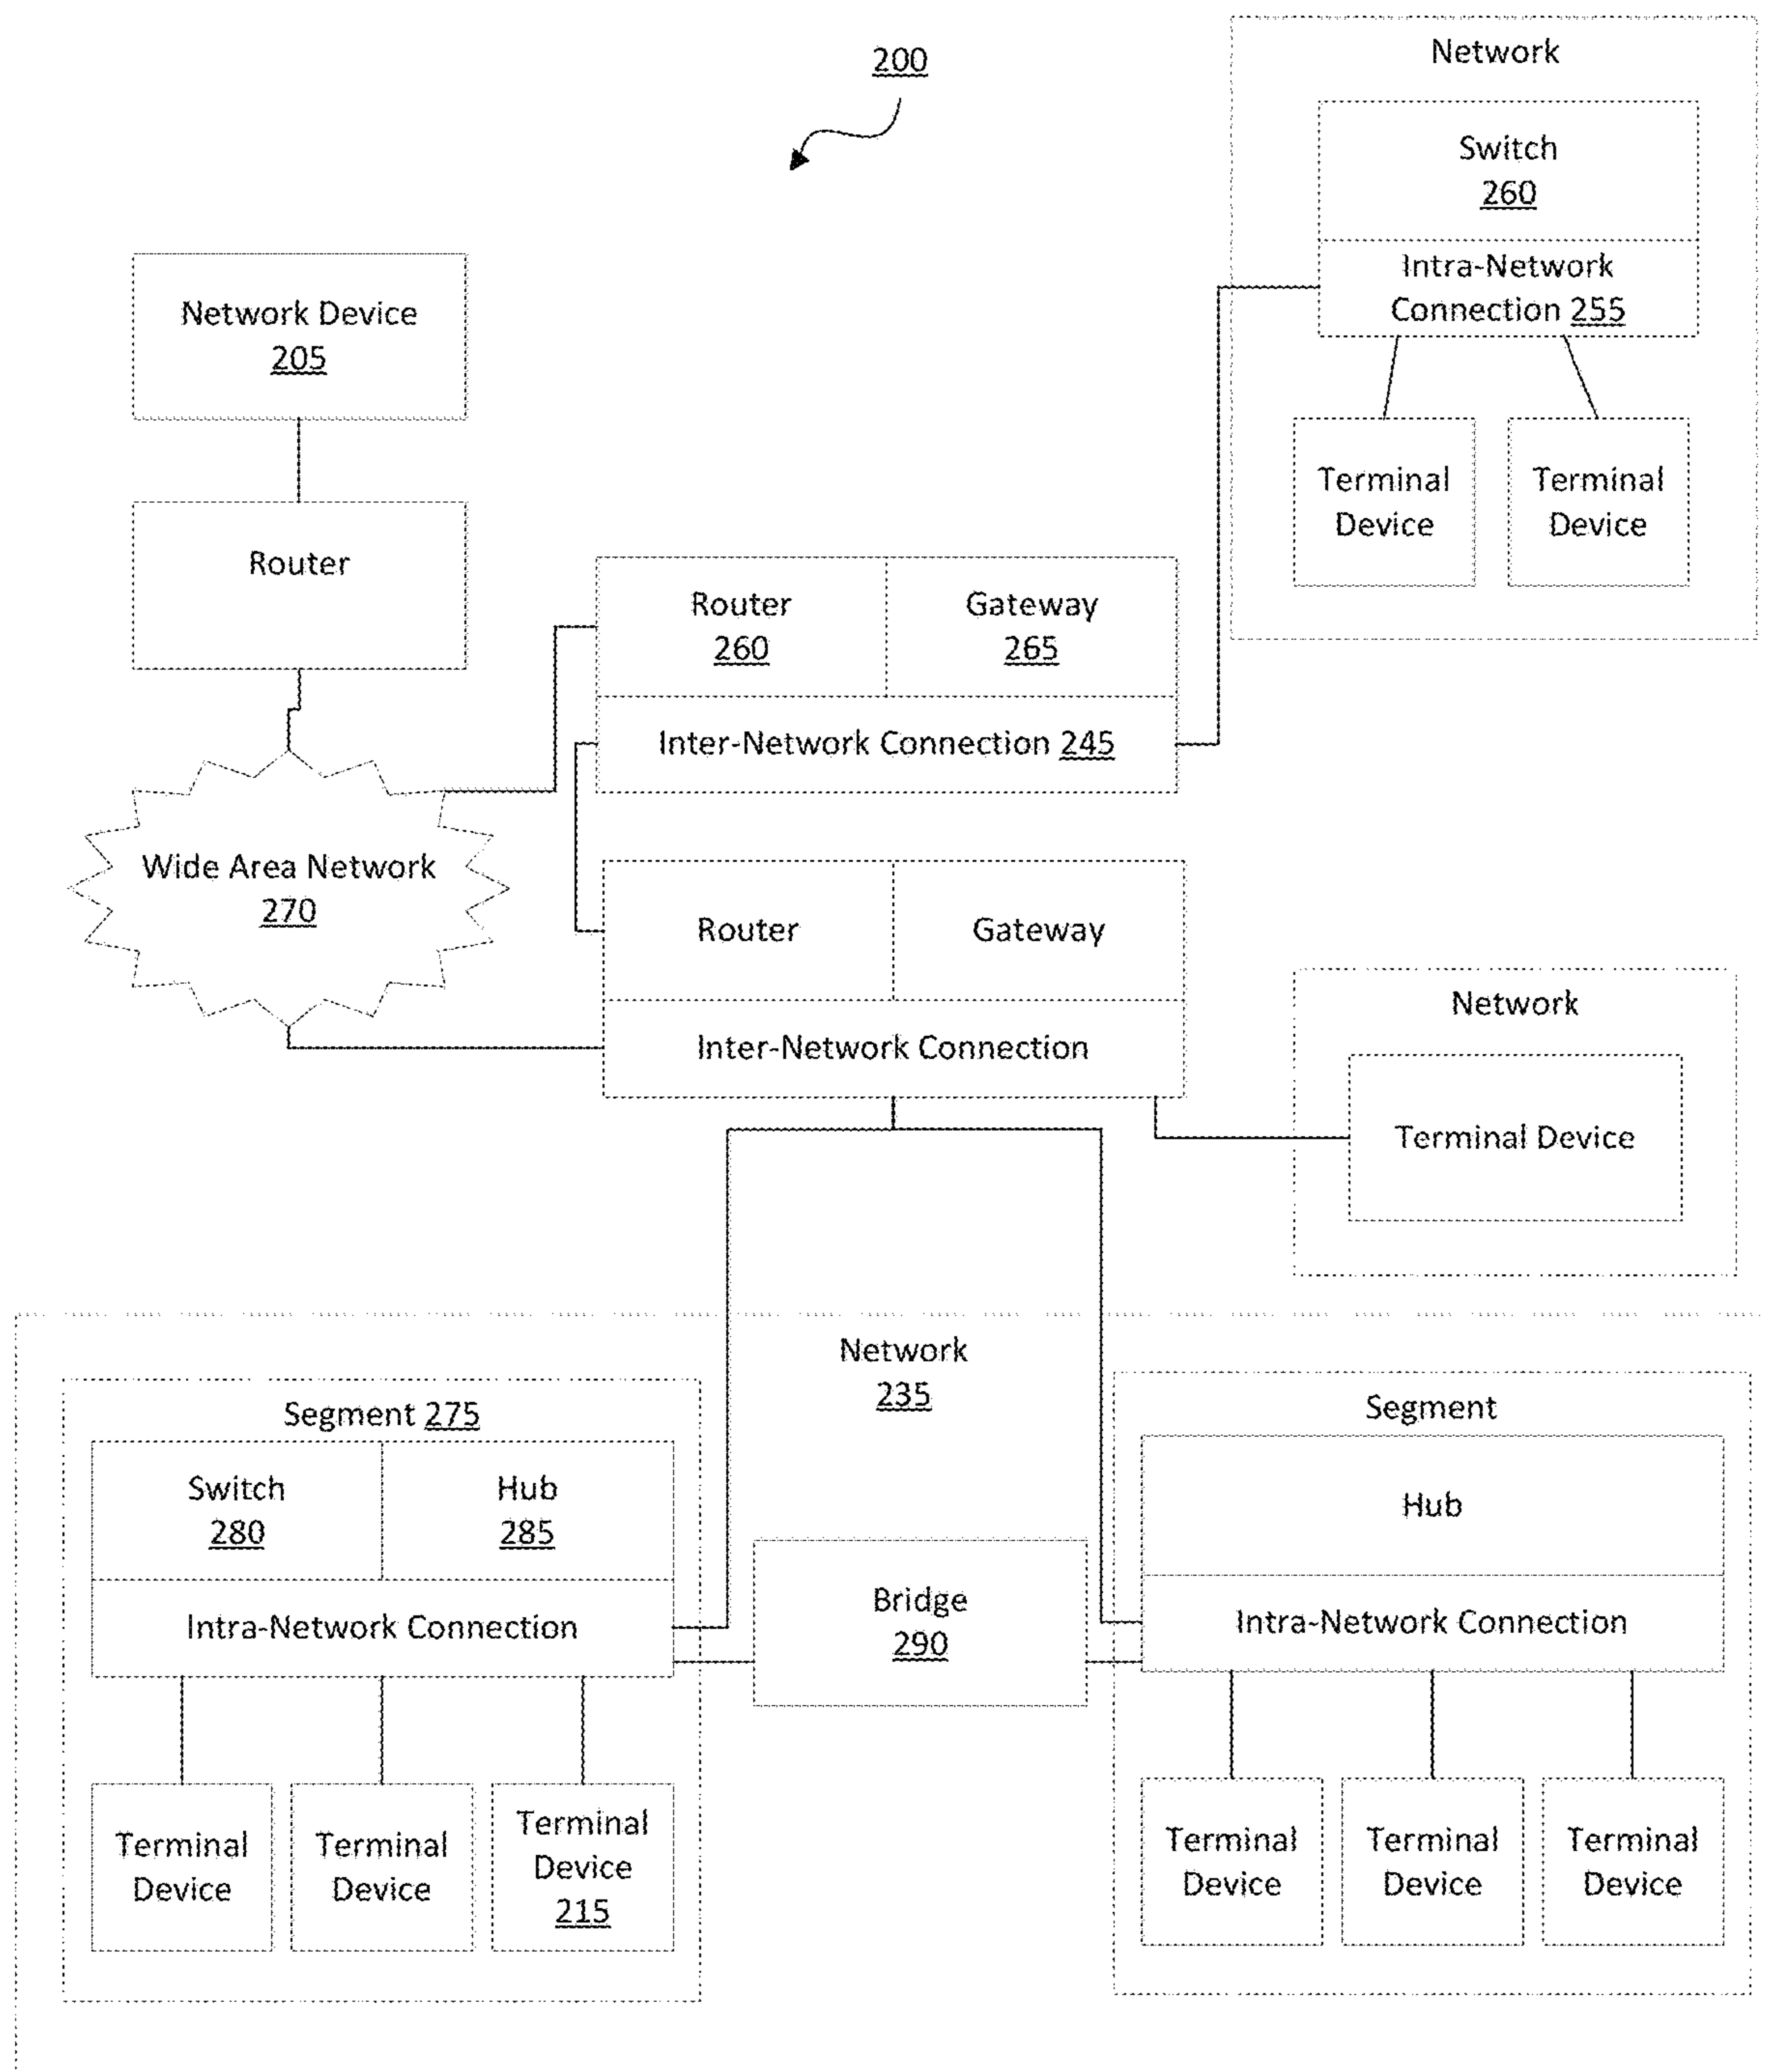 200
Network
Switch
260
Intra-Network
Connection 255
Terminal
Device
Terminal
Device
Network Device
205
Router
Router
260
Gateway
265
Inter-Network Connection 245
Wide Area Network
270
Router
Gateway
Inter-Network Connection
Network
Terminal Device
Network
235
Segment 275
Switch
280
Hub
285
Intra-Network Connection
Terminal
Device
Terminal
Device
Terminal
Device
215
Bridge
290
Segment
Hub
Intra-Network Connection
Terminal
Device
Terminal
Device
Terminal
Device